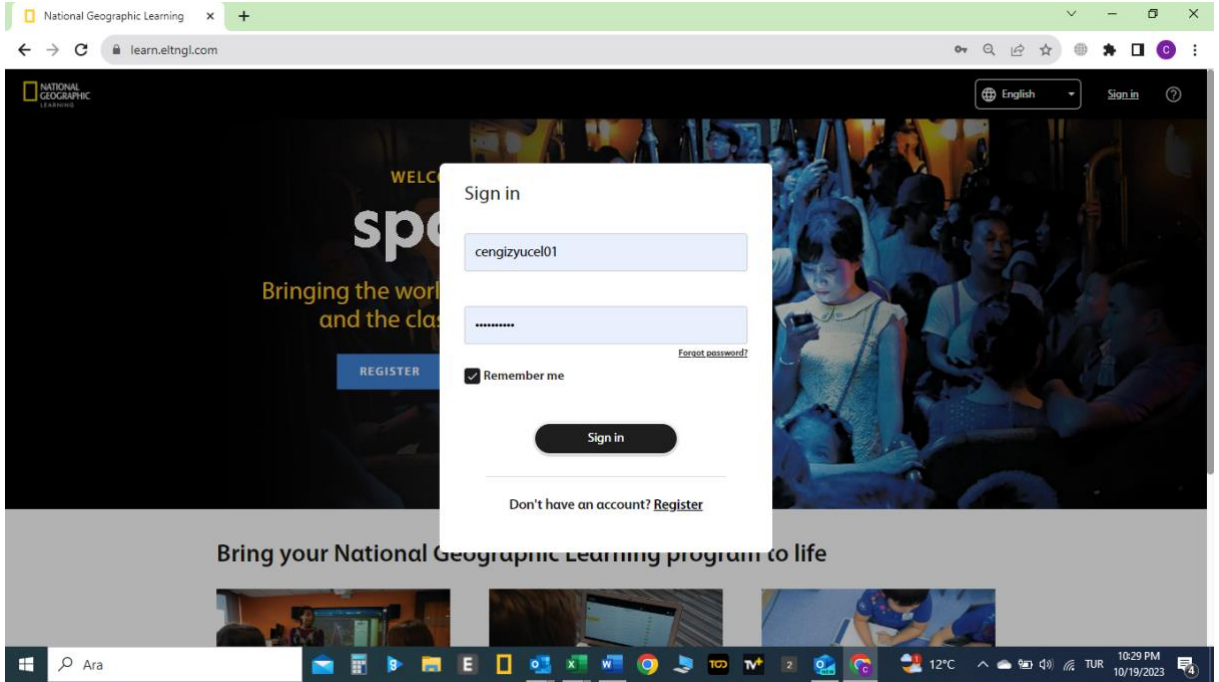 National Geographic Learning
learn.eltngl.com
NATIONAL
GEOGRAPHIC
LEARNING
English
Sign in
WELC
spa
Bringing the worl
and the clas
REGISTER
Sign in
cengizyucel01
Forgot password?
Remember me
Sign in
Don't have an account? Register
Bring your National Geographic Learning program to life
Ara
12°C
TUR
10:29 PM
10/19/2023